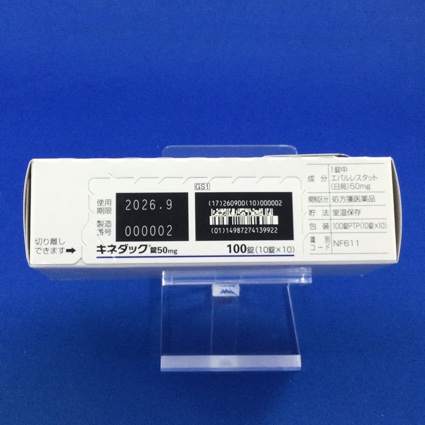 GS1
使用
期限
2026.9
製造
番号
000002
(17)260900(10)000002
(01)14987274139922
切り離し
できます→
キネダック®錠50mg
100錠(10錠×10)
成分
1錠中
エパルレスタット
(日局)50mg
規制区分
処方箋医薬品
貯法
室温保存
包装
100錠PTP(10錠×10)
薬価
コード
NF611